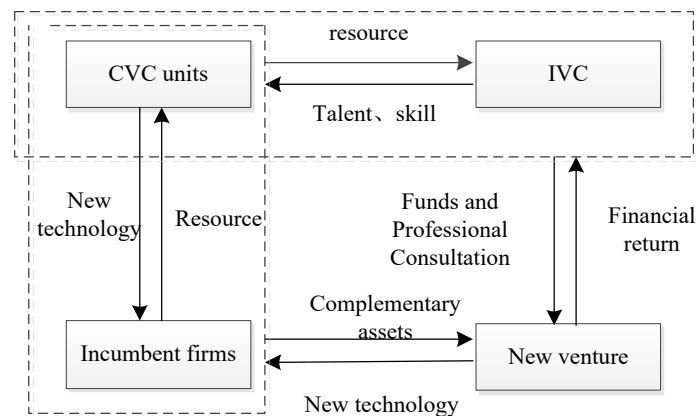 resource
CVC units
IVC
Talent、skill
New
technology
Resource
Funds and
Professional
Consultation
Financial
return
Complementary
assets
Incumbent firms
New venture
New technology